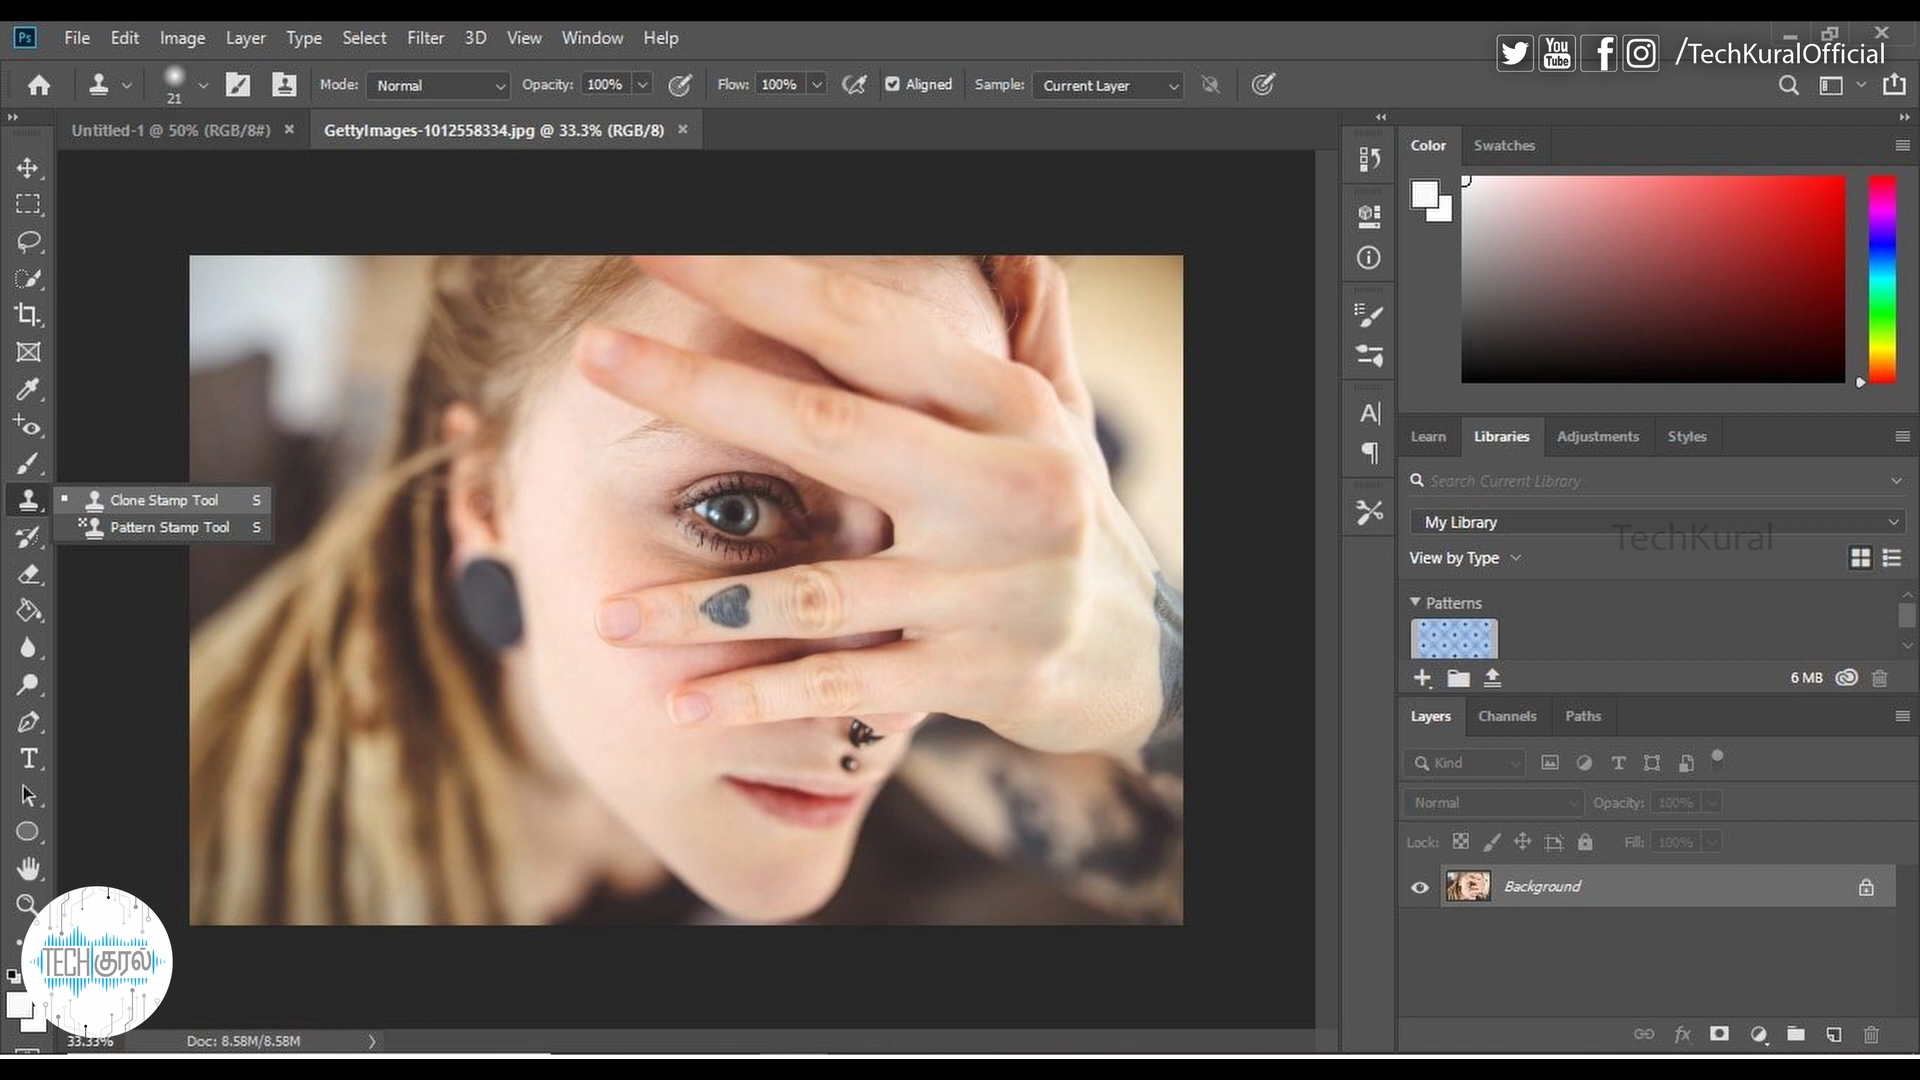 Ps File Edit Image Layer Type Select Filter 3D View Window Help
You Tube /TechKuralOfficial
21 Mode: Normal Opacity: 100% Flow: 100% Aligned Sample: Current Layer
Untitled-1 @ 50% (RGB/8#) × GettyImages-1012558334.jpg @ 33.3% (RGB/8) ×
Color Swatches
Learn Libraries Adjustments Styles
Search Current Library
Clone Stamp Tool S
Pattern Stamp Tool S
My Library
TechKural
View by Type
Patterns
6 MB
Layers Channels Paths
Kind
Normal Opacity: 100%
Lock: Fill: 100%
Background
TECH குரல்
33.33% Doc: 8.58M/8.58M
fx